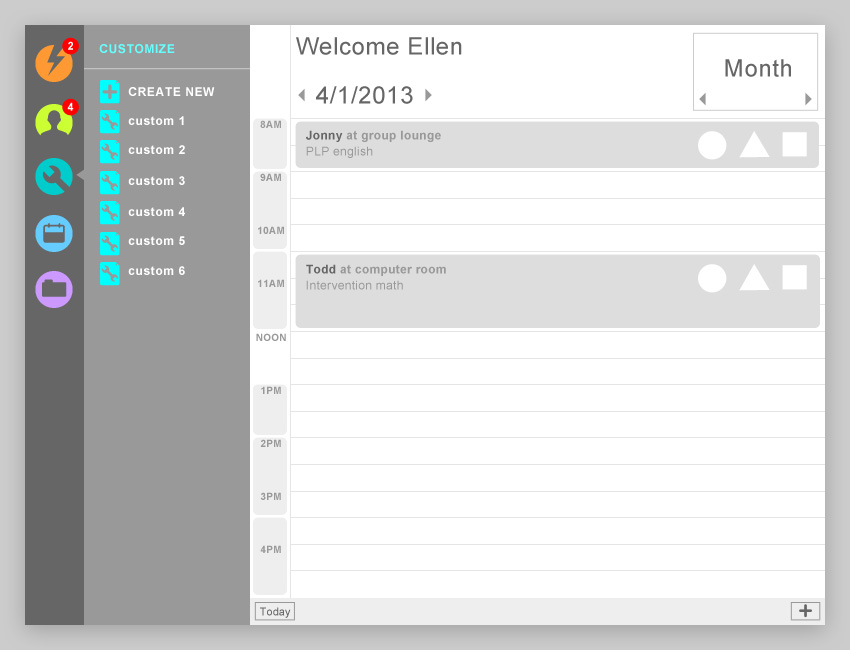 2
4
CUSTOMIZE
CREATE NEW
custom 1
custom 2
custom 3
custom 4
custom 5
custom 6
Welcome Ellen
4/1/2013
Month
8AM
Jonny at group lounge
PLP english
9AM
10AM
Todd at computer room
11AM
Intervention math
NOON
1PM
2PM
3PM
4PM
Today